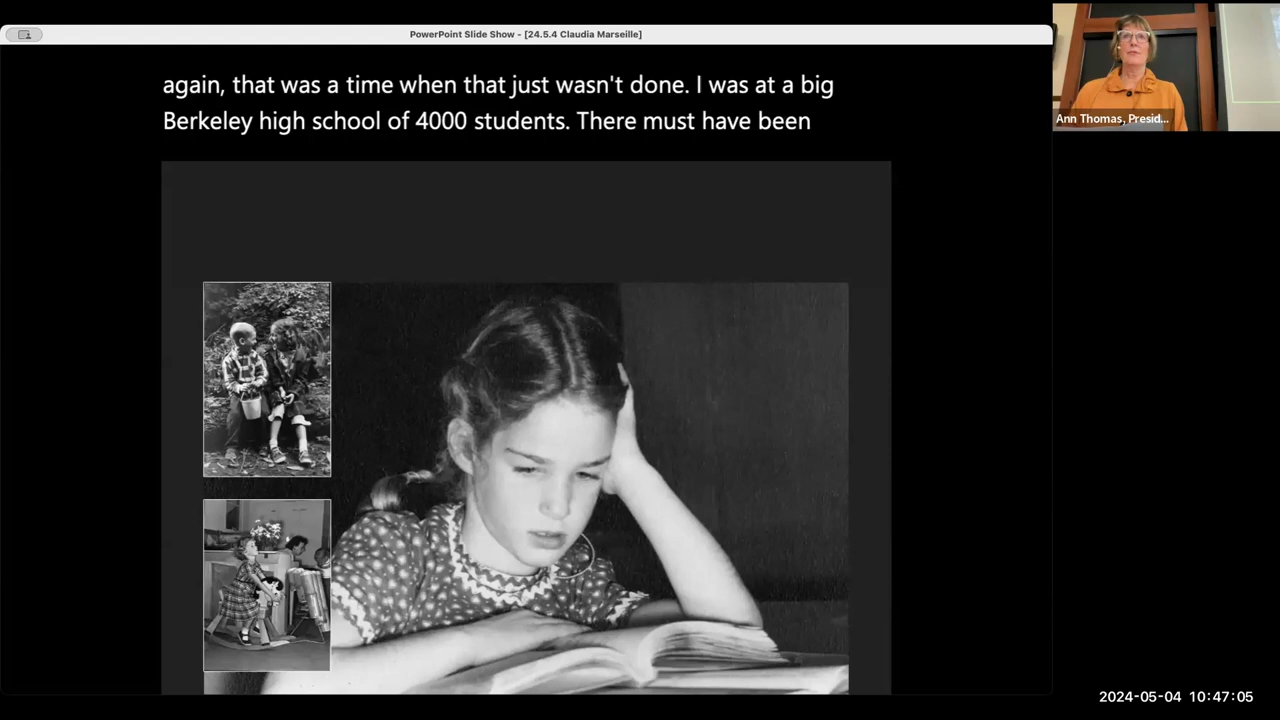 PowerPoint Slide Show - [24.5.4 Claudia Marseille]
again, that was a time when that just wasn't done. I was at a big
Berkeley high school of 4000 students. There must have been
Ann Thomas, Presid...
2024-05-04 10:47:05